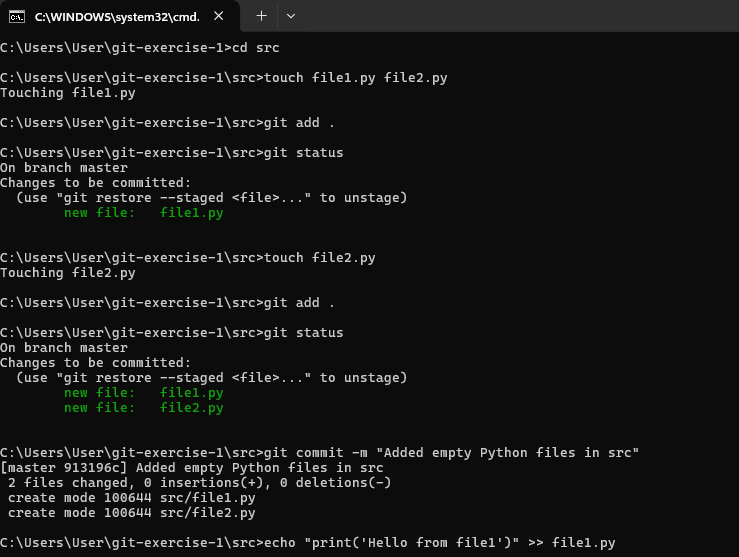 C:\WINDOWS\system32\cmd.
C:\Users\User\git-exercise-1>cd src
C:\Users\User\git-exercise-1\src>touch file1.py file2.py
Touching file1.py
C:\Users\User\git-exercise-1\src>git add .
C:\Users\User\git-exercise-1\src>git status
On branch master
Changes to be committed:
  (use "git restore --staged <file>..." to unstage)
        new file:   file1.py
C:\Users\User\git-exercise-1\src>touch file2.py
Touching file2.py
C:\Users\User\git-exercise-1\src>git add .
C:\Users\User\git-exercise-1\src>git status
On branch master
Changes to be committed:
  (use "git restore --staged <file>..." to unstage)
        new file:   file1.py
        new file:   file2.py
C:\Users\User\git-exercise-1\src>git commit -m "Added empty Python files in src"
[master 913196c] Added empty Python files in src
 2 files changed, 0 insertions(+), 0 deletions(-)
 create mode 100644 src/file1.py
 create mode 100644 src/file2.py
C:\Users\User\git-exercise-1\src>echo "print('Hello from file1')" >> file1.py